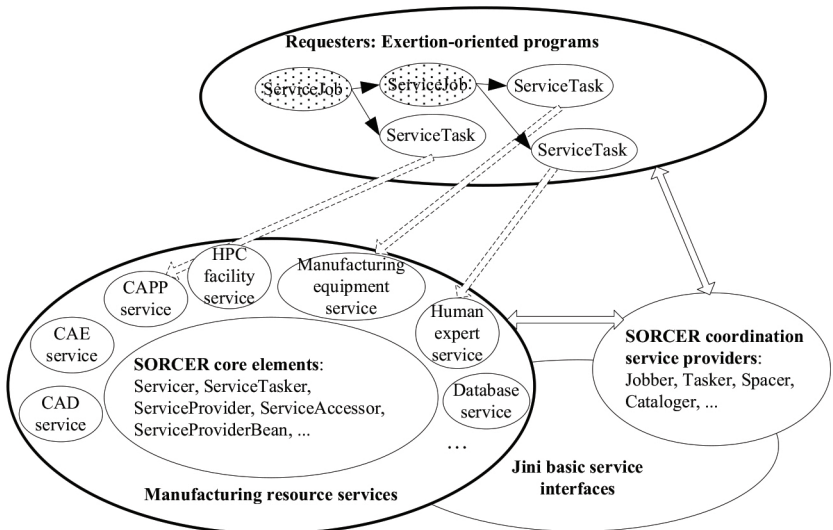 Requesters: Exertion-oriented programs
ServiceJob
ServiceJob
ServiceTask
ServiceTask
ServiceTask
HPC
facility
service
Manufacturing
equipment
service
CAPP
service
Human
expert
service
CAE
service
SORCER core elements:
Servicer, ServiceTasker,
ServiceProvider, ServiceAccessor,
ServiceProviderBean, ...
SORCER coordination
service providers:
Jobber, Tasker, Spacer,
Cataloger, ...
CAD
service
Database
service
...
Jini basic service
interfaces
Manufacturing resource services